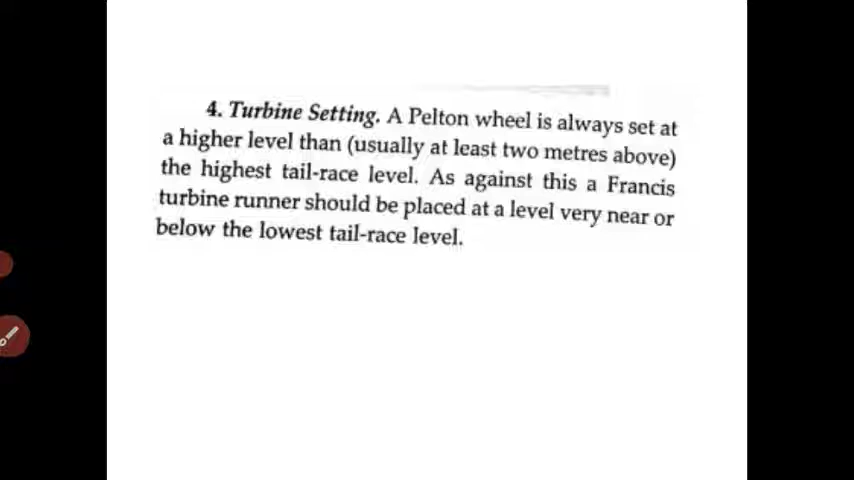 4. Turbine Setting. A Pelton wheel is always set at
a higher level than (usually at least two metres above)
the highest tail-race level. As against this a Francis
turbine runner should be placed at a level very near or
below the lowest tail-race level.